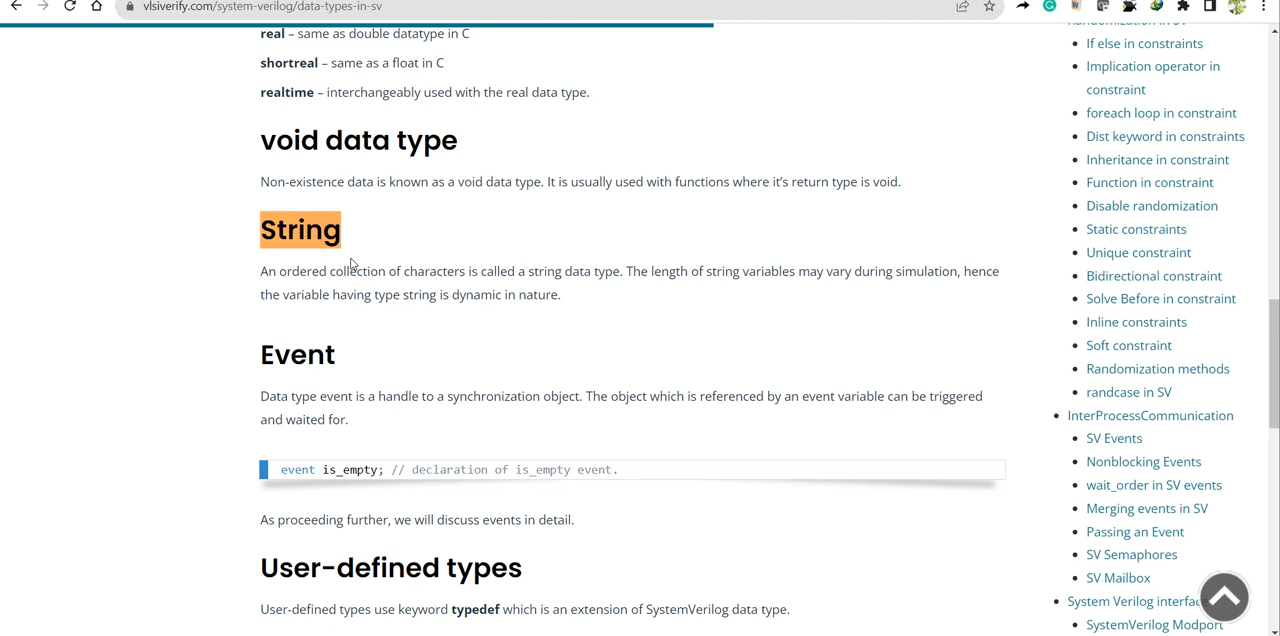 vlsiverify.com/system-verilog/data-types-in-sv
real – same as double datatype in C
shortreal – same as a float in C
realtime – interchangeably used with the real data type.
void data type
Non-existence data is known as a void data type. It is usually used with functions where it's return type is void.
String
An ordered collection of characters is called a string data type. The length of string variables may vary during simulation, hence
the variable having type string is dynamic in nature.
Event
Data type event is a handle to a synchronization object. The object which is referenced by an event variable can be triggered
and waited for.
event is_empty; // declaration of is_empty event.
As proceeding further, we will discuss events in detail.
User-defined types
User-defined types use keyword typedef which is an extension of SystemVerilog data type.
Randomization in SV
If else in constraints
Implication operator in
constraint
foreach loop in constraint
Dist keyword in constraints
Inheritance in constraint
Function in constraint
Disable randomization
Static constraints
Unique constraint
Bidirectional constraint
Solve Before in constraint
Inline constraints
Soft constraint
Randomization methods
randcase in SV
InterProcessCommunication
SV Events
Nonblocking Events
wait_order in SV events
Merging events in SV
Passing an Event
SV Semaphores
SV Mailbox
System Verilog interface
SystemVerilog Modport